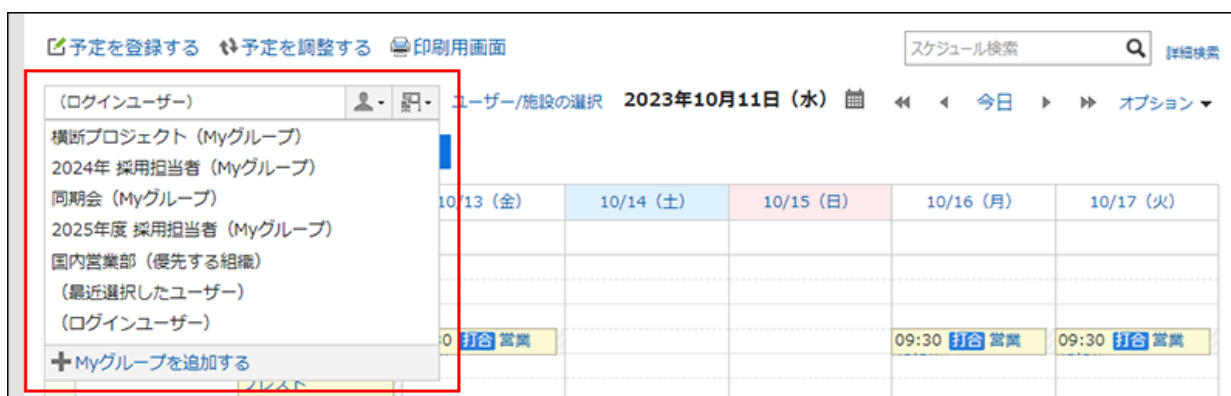 予定を登録する 予定を調整する 印刷用画面
スケジュール検索 詳細検索
(ログインユーザー) ユーザー/施設の選択 2023年10月11日(水) 今日 オプション
横断プロジェクト(Myグループ)
2024年 採用担当者(Myグループ)
同期会(Myグループ)
2025年度 採用担当者(Myグループ)
国内営業部(優先する組織)
(最近選択したユーザー)
(ログインユーザー)
Myグループを追加する
10/13(金) 10/14(土) 10/15(日) 10/16(月) 10/17(火)
打合 営業 09:30 打合 営業 09:30 打合 営業